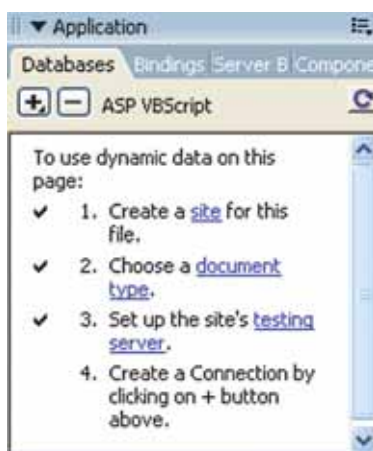 Application
Databases Bindings Server B Compone
ASP VBScript
To use dynamic data on this
page:
1. Create a site for this
file.
2. Choose a document
type.
3. Set up the site's testing
server.
4. Create a Connection by
clicking on + button
above.